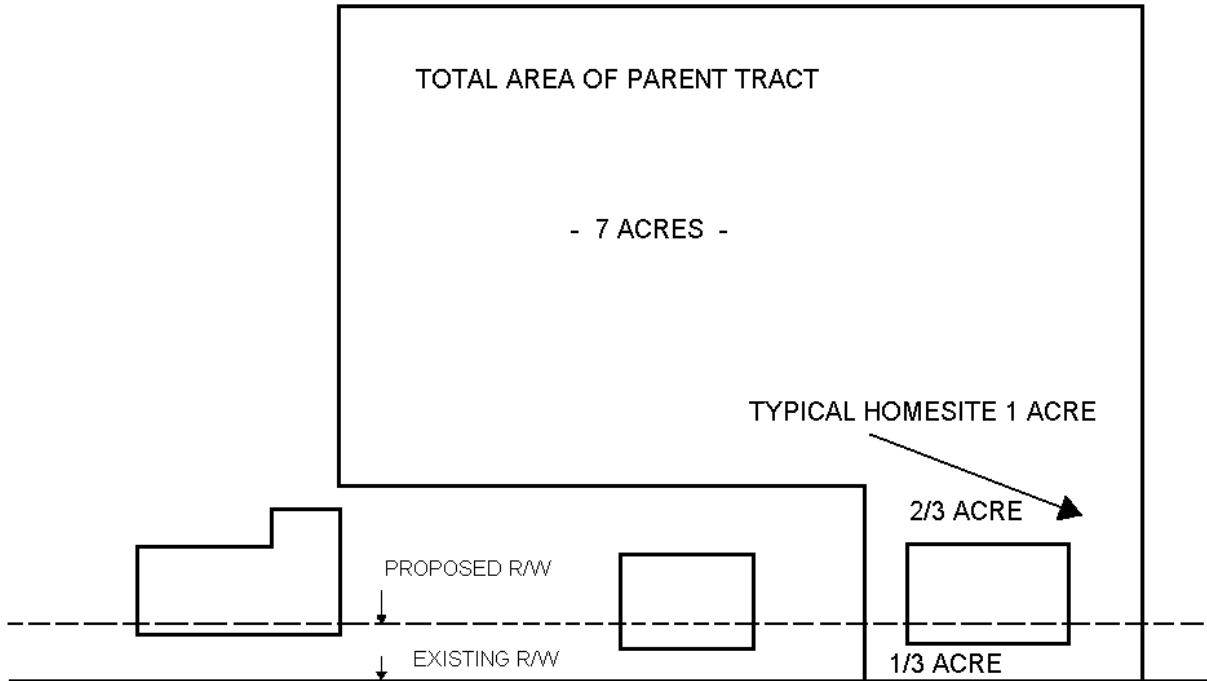 TOTAL AREA OF PARENT TRACT
- 7 ACRES -
TYPICAL HOMESITE 1 ACRE
2/3 ACRE
PROPOSED R/W
EXISTING R/W
1/3 ACRE